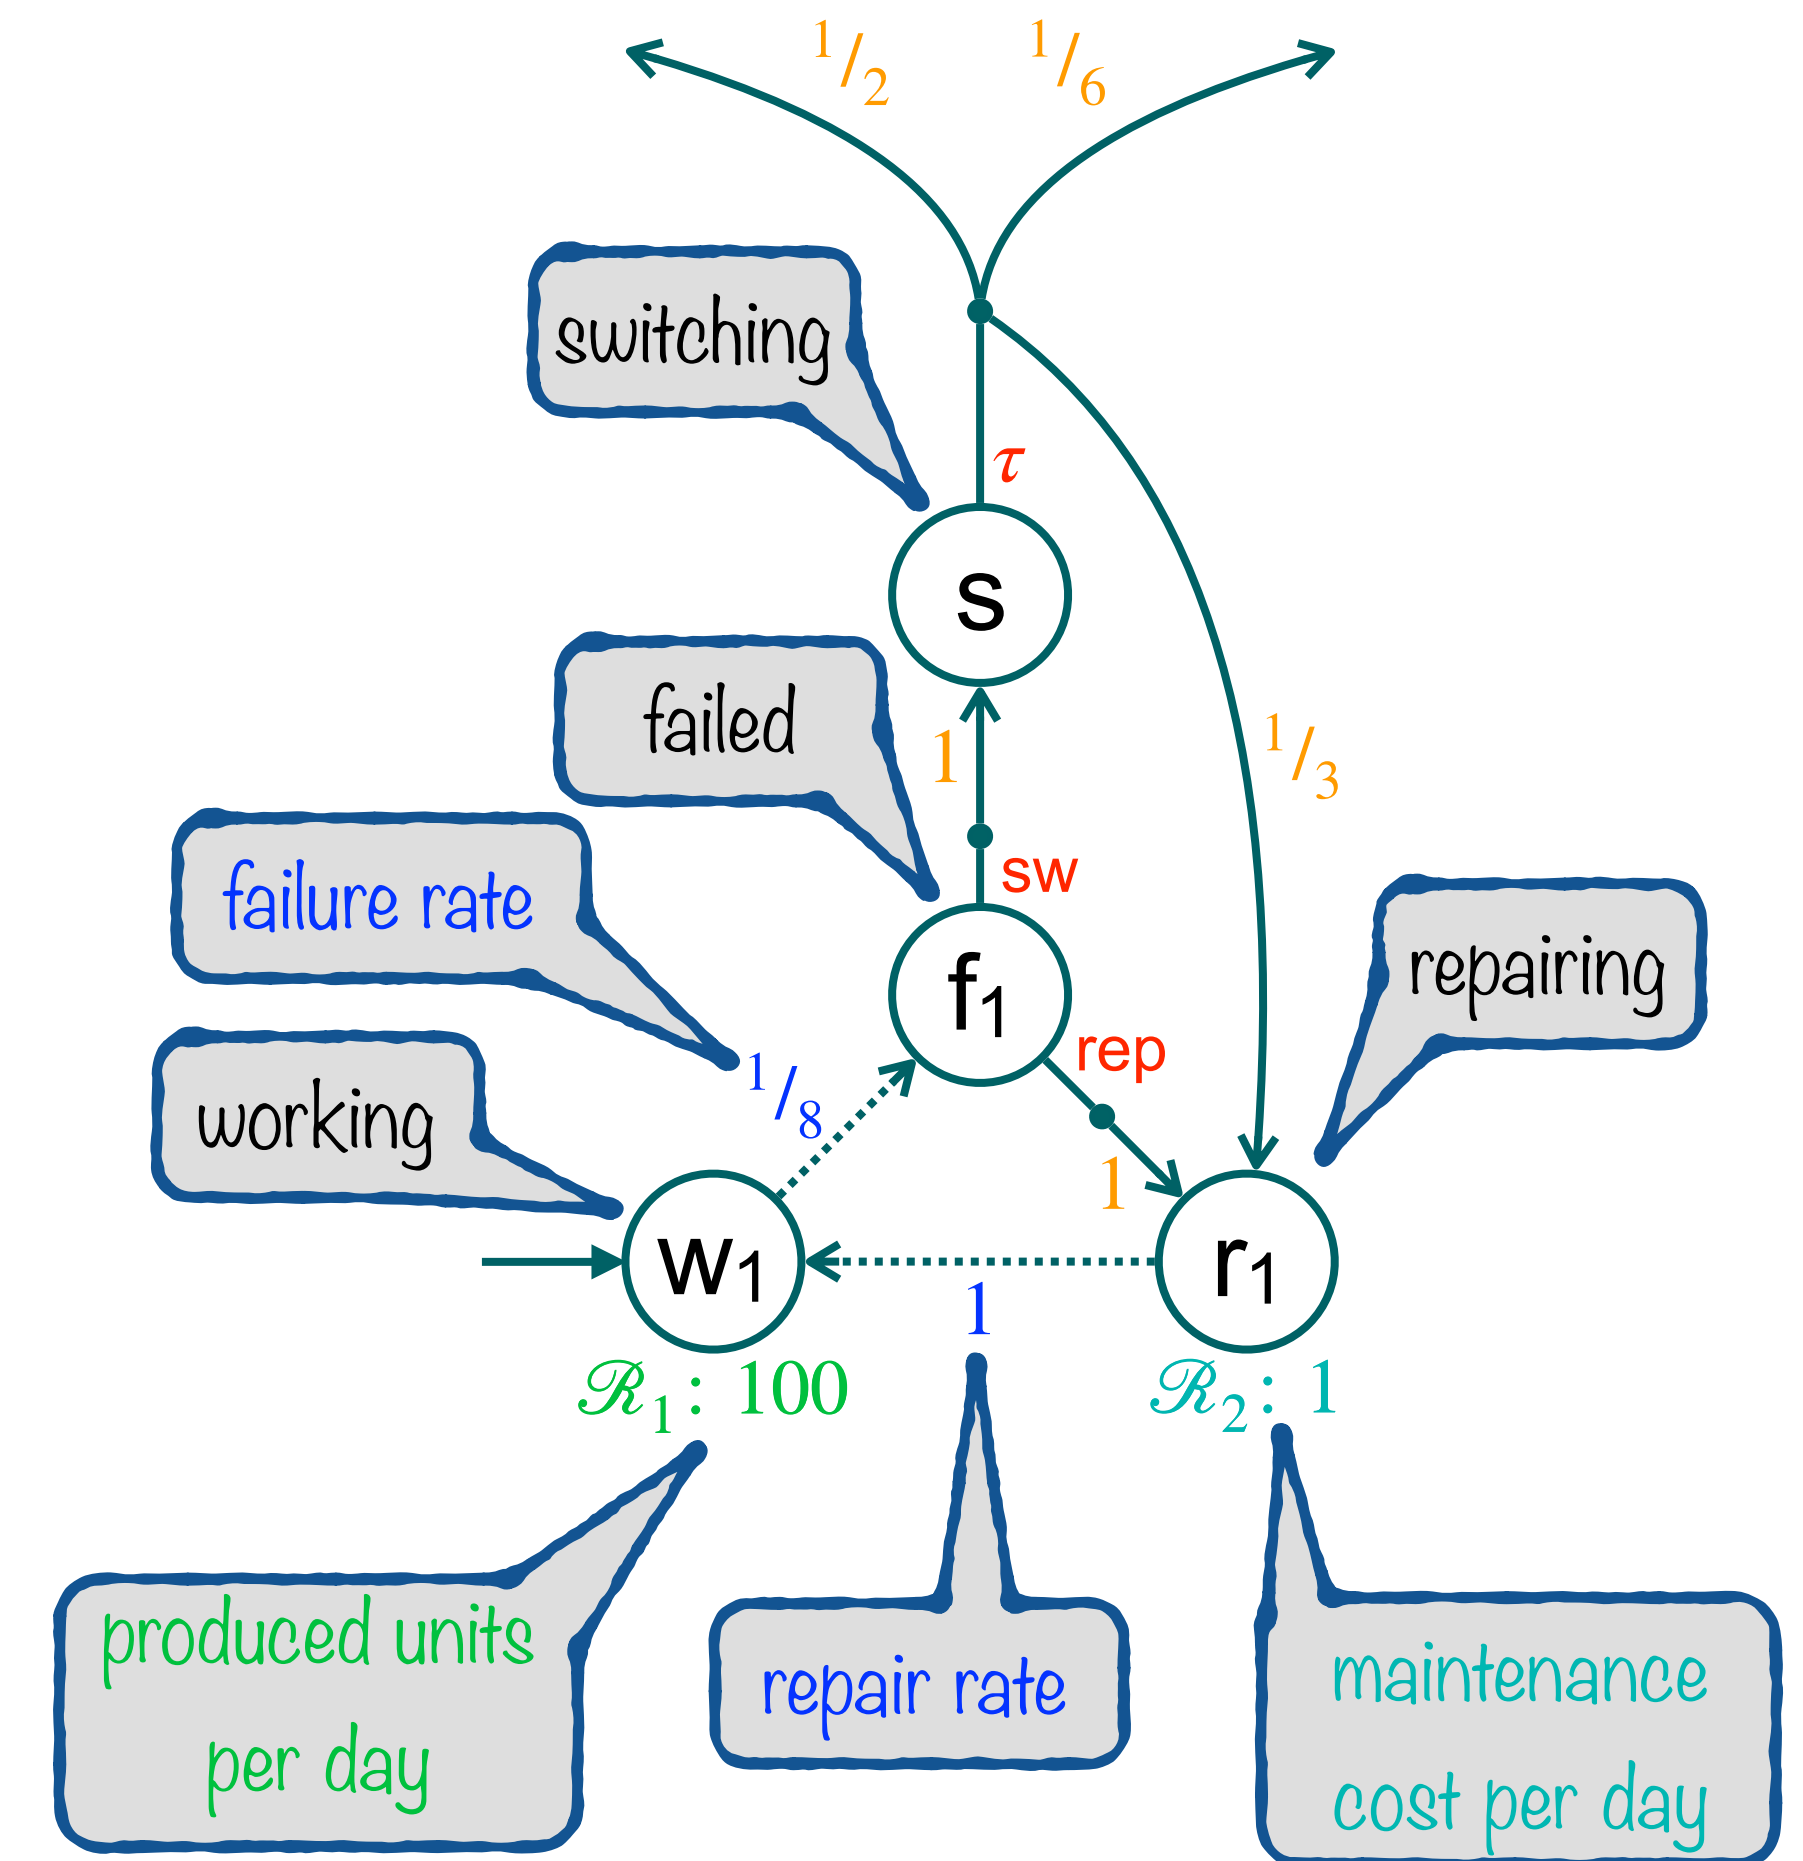 1/2
1/6
switching
τ
s
failed
1
1/3
sw
failure rate
f1
repairing
rep
1/8
working
1
w1
r1
1
ℛ1: 100
ℛ2: 1
produced units
per day
repair rate
maintenance
cost per day